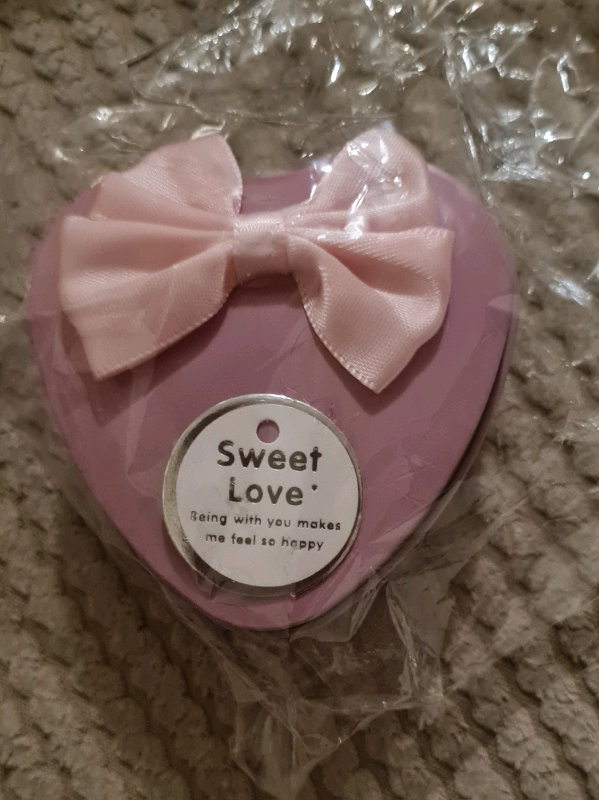 Sweet
Love
Being with you makes
me feel so happy